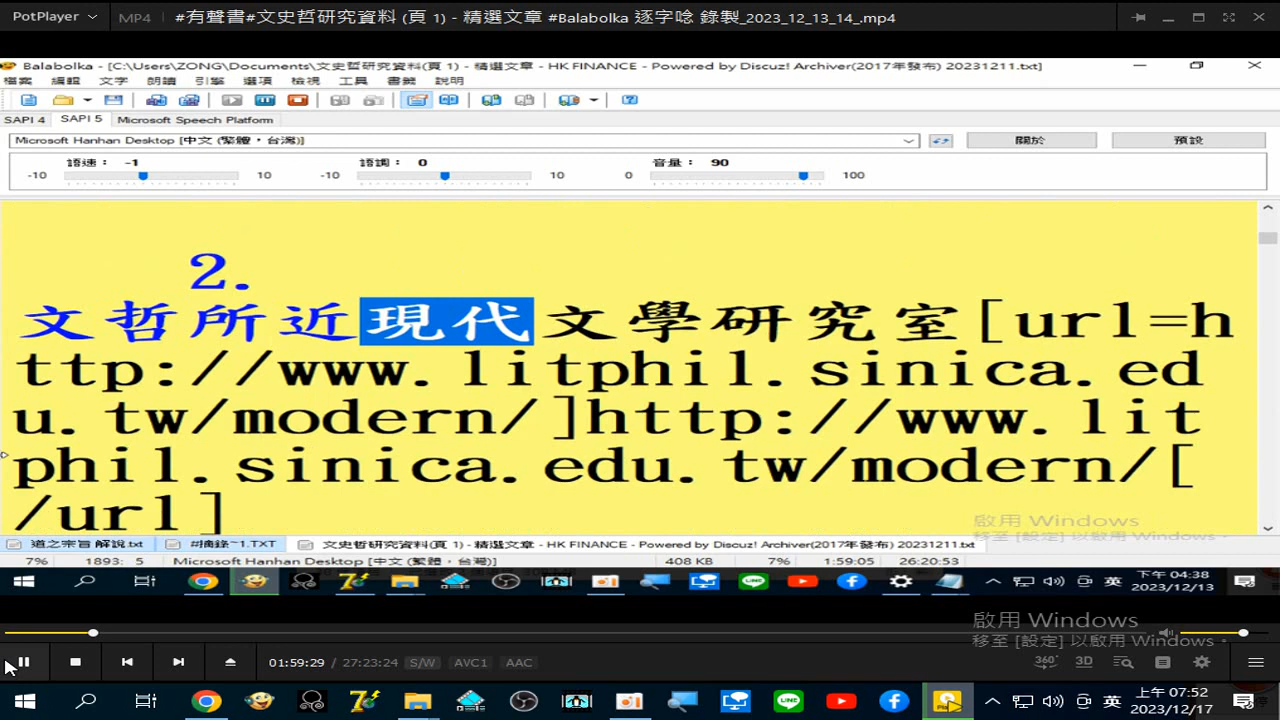 PotPlayer MP4 #有聲書#文史哲研究資料 (頁 1) - 精選文章 #Balabolka 逐字唸 錄製_2023_12_13_14_.mp4
Balabolka - [C:\Users\ZONG\Documents\文史哲研究資料(頁 1) - 精選文章 - HK FINANCE - Powered by Discuz! Archiver(2017年發布) 20231211.txt]
檔案 編輯 文字 朗讀 引擎 選項 檢視 工具 書籤 說明
SAPI 4 SAPI 5 Microsoft Speech Platform
Microsoft Hanhan Desktop [中文 (繁體，台灣)] 關於 預設
語速： -1 語調： 0 音量： 90
-10 10 -10 10 0 100
2.
文哲所近現代文學研究室[url=h
ttp://www.litphil.sinica.ed
u.tw/modern/]http://www.lit
phil.sinica.edu.tw/modern/[
/url]
啟用 Windows
移至 [設定] 以啟用 Windows。
道之宗旨 解說.txt #摘錄~1.TXT 文史哲研究資料(頁 1) - 精選文章 - HK FINANCE - Powered by Discuz! Archiver(2017年發布) 20231211.txt
7% 1893: 5 Microsoft Hanhan Desktop [中文 (繁體，台灣)] 408 KB 7% 1:59:05 26:20:53
英 下午 04:38
2023/12/13
啟用 Windows
移至 [設定] 以啟用 Windows。
01:59:29 / 27:23:24 S/W AVC1 AAC 360° 3D
英 上午 07:52
2023/12/17